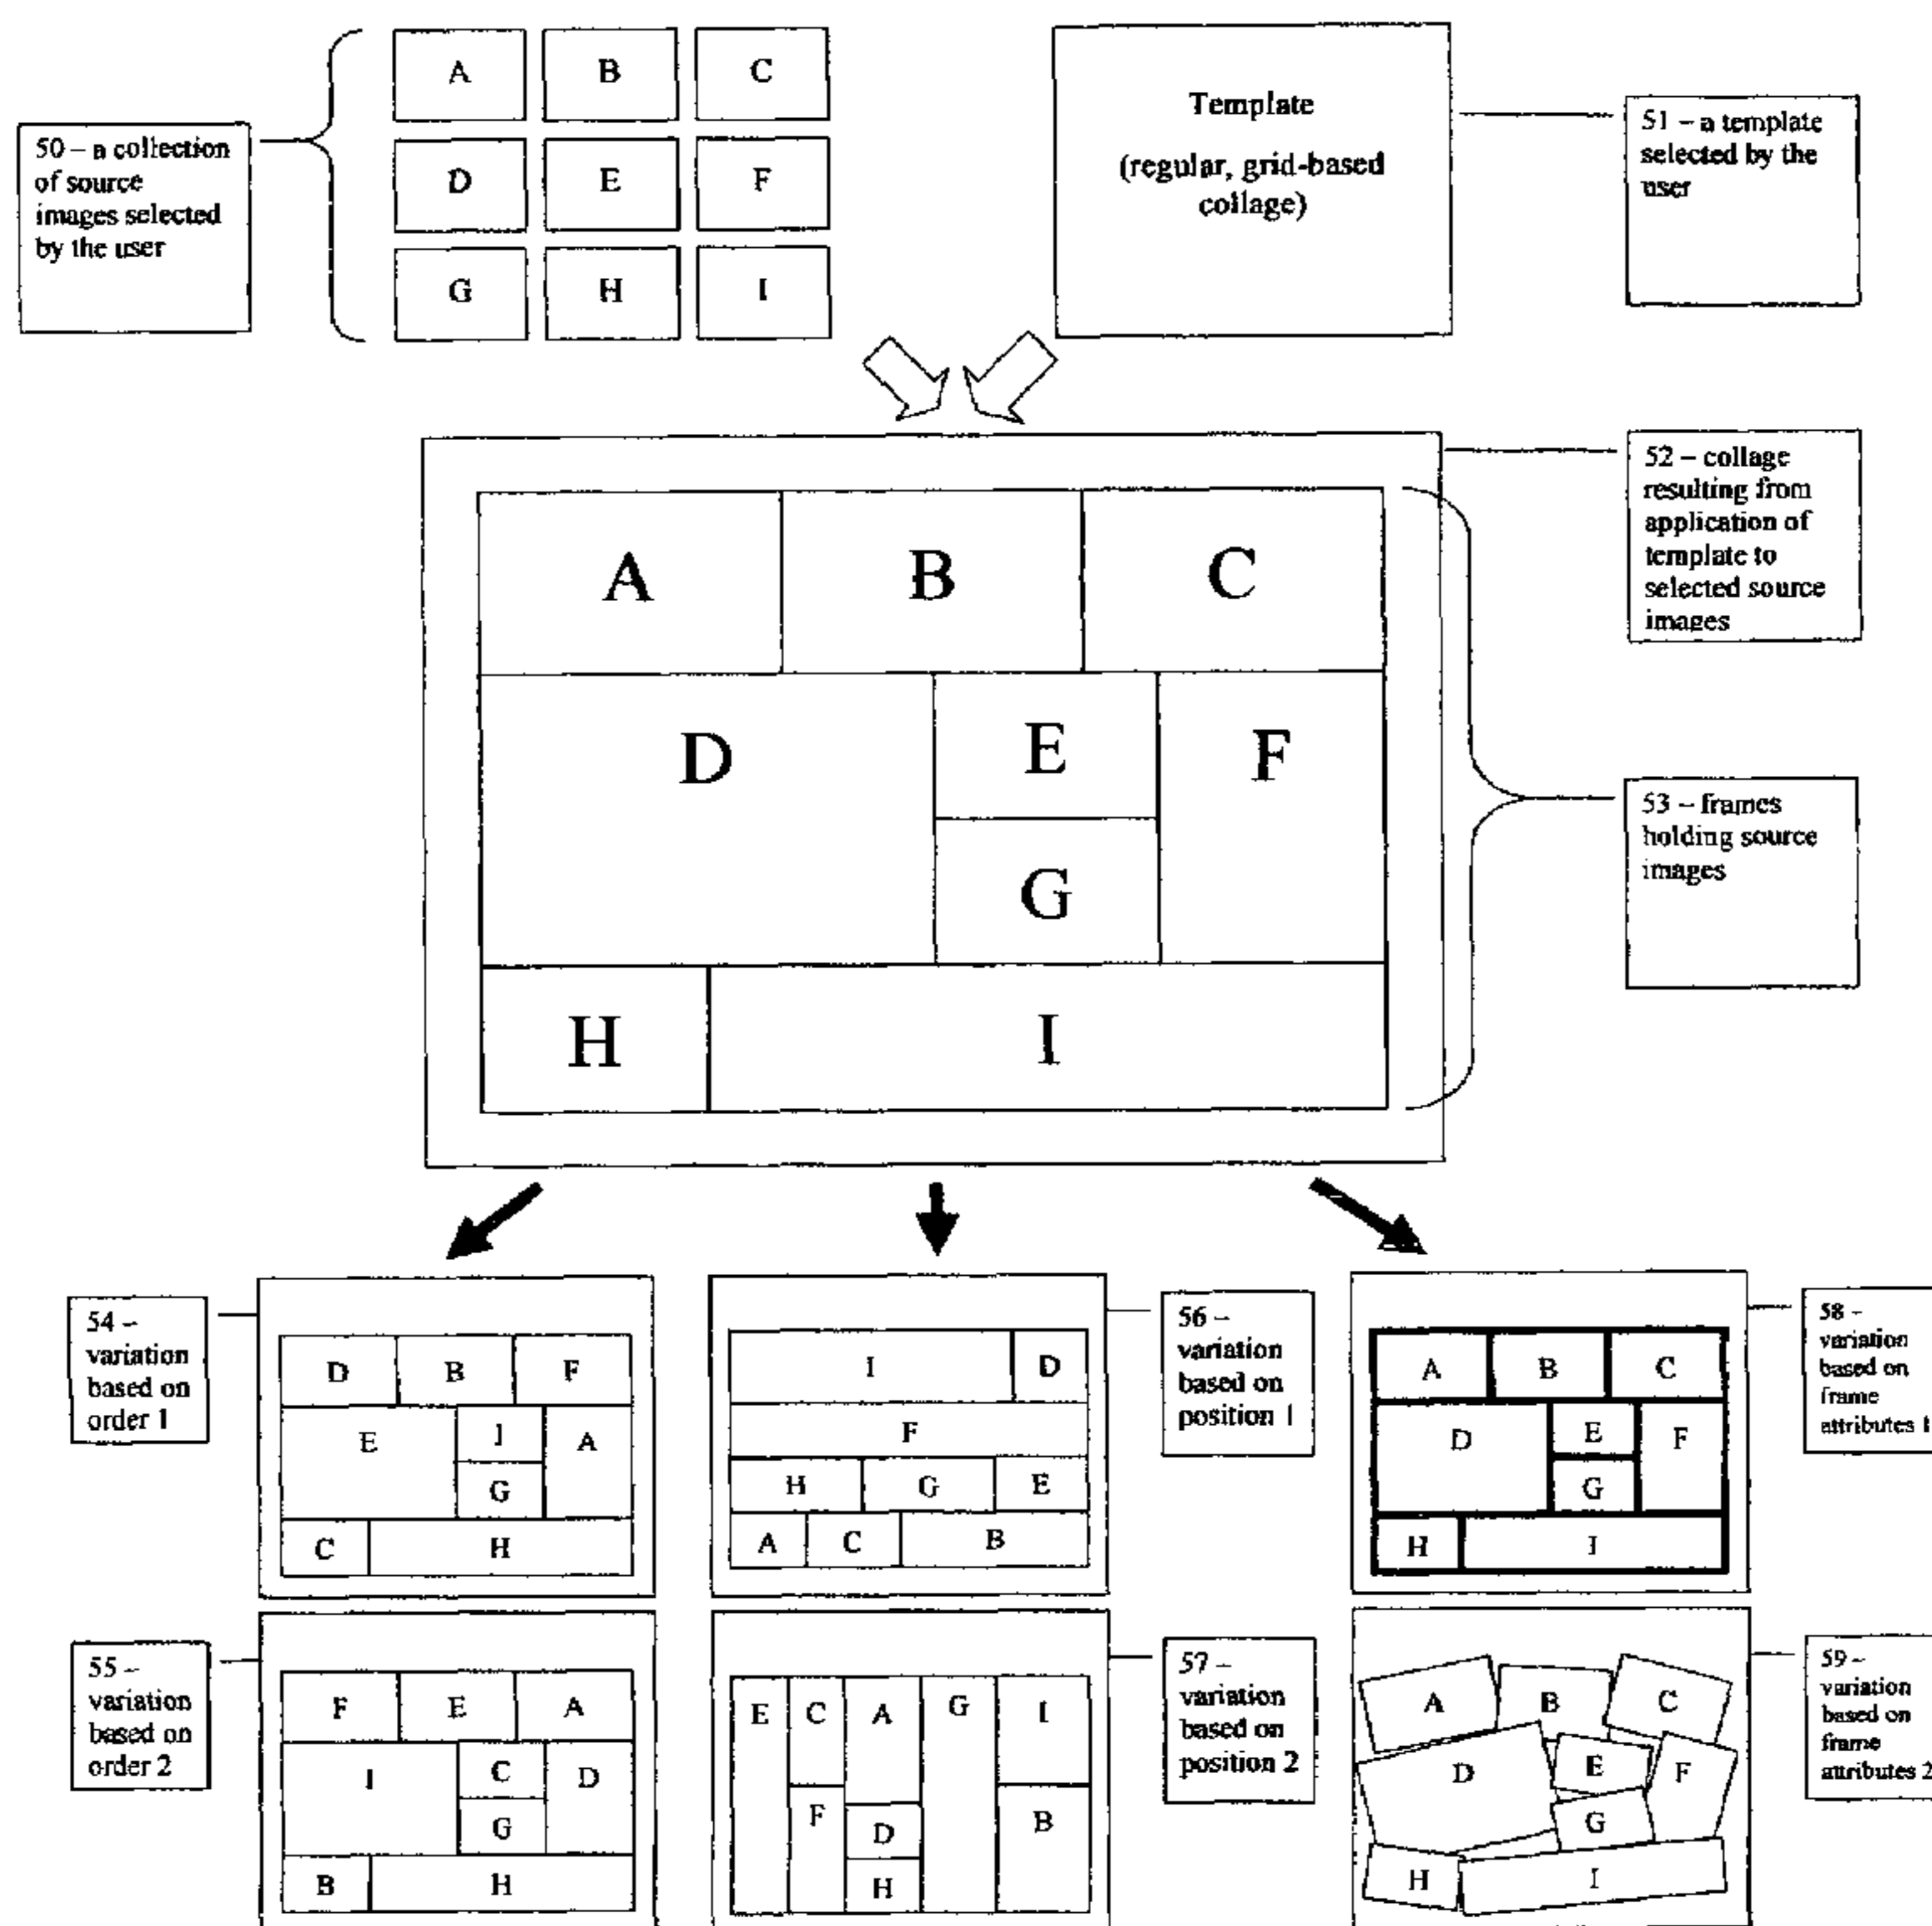 A B C
D E F
G H I
50 – a collection
of source
images selected
by the user
Template
(regular, grid-based
collage)
51 – a template
selected by the
user
A B C
D E F
G
H I
52 – collage
resulting from
application of
template to
selected source
images
53 – frames
holding source
images
54 –
variation
based on
order 1
D B F
E I A
G
C H
I D
F
H G E
A C B
56 –
variation
based on
position 1
A B C
D E F
G
H I
58 –
variation
based on
frame
attributes 1
55 –
variation
based on
order 2
F E A
I C D
G
B H
E C A G I
F D B
H
57 –
variation
based on
position 2
A B C
D E F
G
H I
59 –
variation
based on
frame
attributes 2